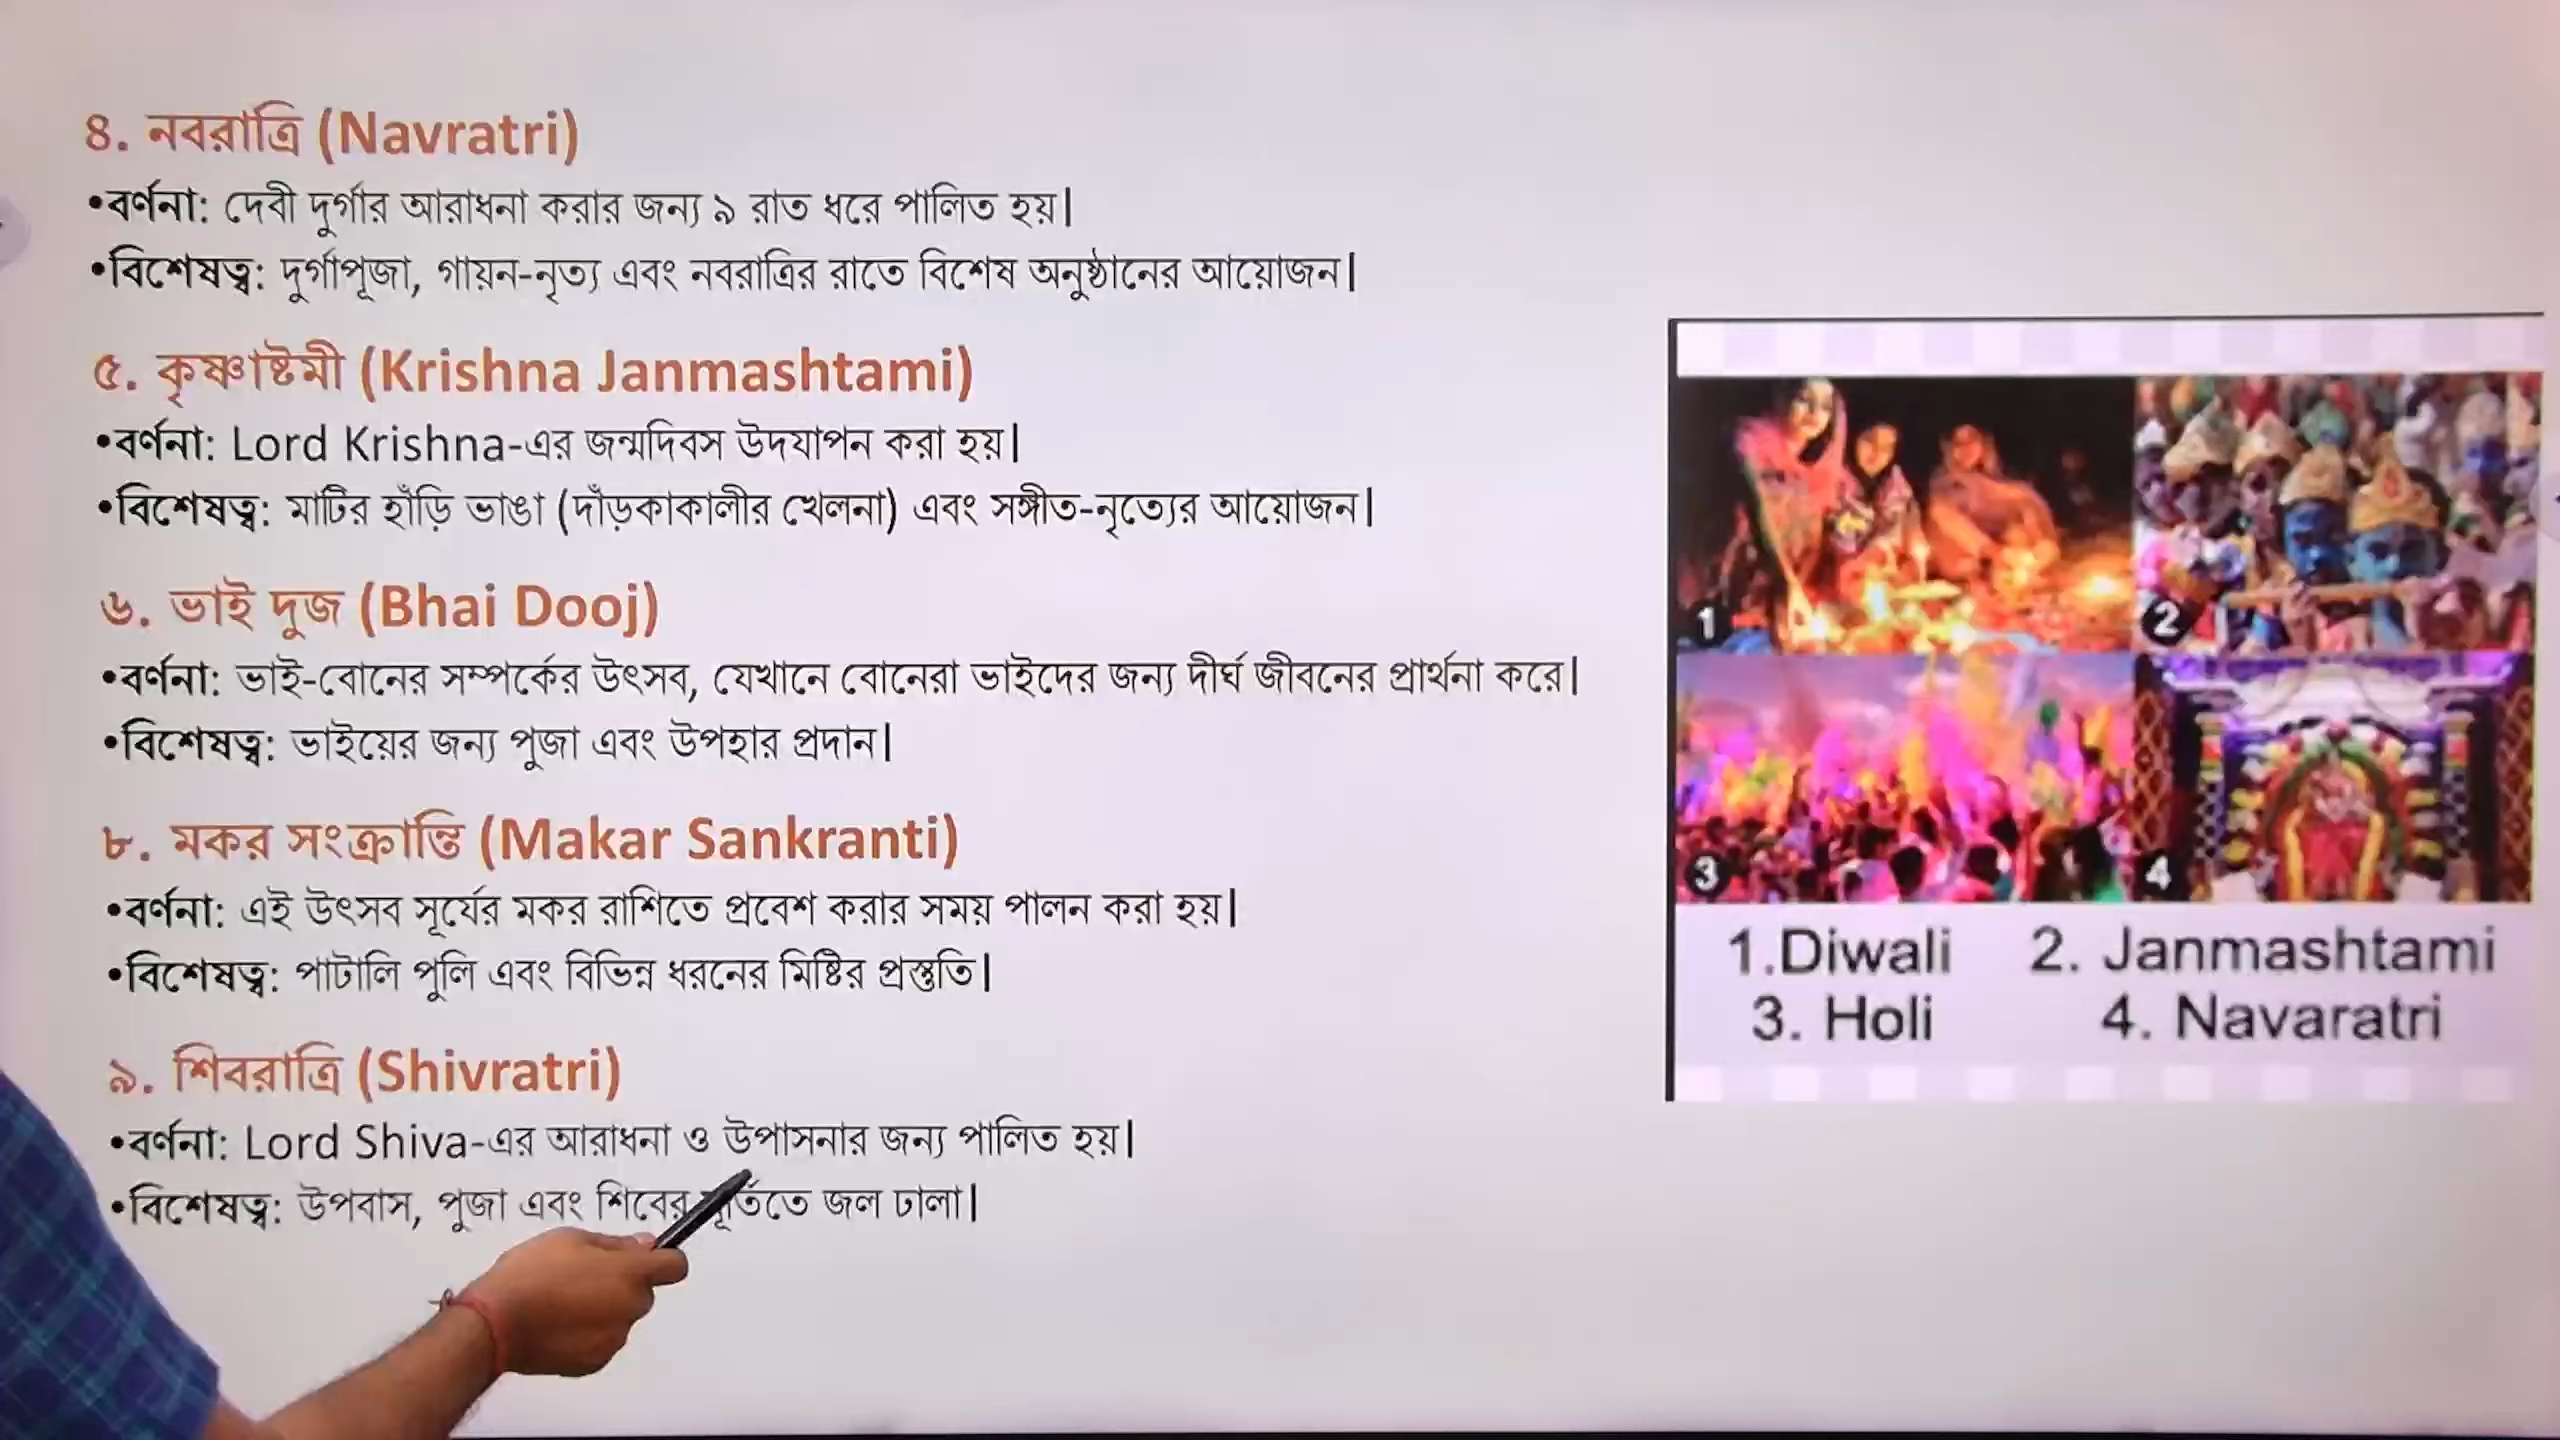 ৪. নবরাত্রি (Navratri)
•বর্ণনা: দেবী দুর্গার আরাধনা করার জন্য ৯ রাত ধরে পালিত হয়।
•বিশেষত্ব: দুর্গাপূজা, গায়ন-নৃত্য এবং নবরাত্রির রাতে বিশেষ অনুষ্ঠানের আয়োজন।
৫. কৃষ্ণাষ্টমী (Krishna Janmashtami)
•বর্ণনা: Lord Krishna-এর জন্মদিবস উদযাপন করা হয়।
•বিশেষত্ব: মাটির হাঁড়ি ভাঙা (দাঁড়কাকালীর খেলনা) এবং সঙ্গীত-নৃত্যের আয়োজন।
৬. ভাই দুজ (Bhai Dooj)
•বর্ণনা: ভাই-বোনের সম্পর্কের উৎসব, যেখানে বোনেরা ভাইদের জন্য দীর্ঘ জীবনের প্রার্থনা করে।
•বিশেষত্ব: ভাইয়ের জন্য পুজা এবং উপহার প্রদান।
৮. মকর সংক্রান্তি (Makar Sankranti)
•বর্ণনা: এই উৎসব সূর্যের মকর রাশিতে প্রবেশ করার সময় পালন করা হয়।
•বিশেষত্ব: পাটালি পুলি এবং বিভিন্ন ধরনের মিষ্টির প্রস্তুতি।
৯. শিবরাত্রি (Shivratri)
•বর্ণনা: Lord Shiva-এর আরাধনা ও উপাসনার জন্য পালিত হয়।
•বিশেষত্ব: উপবাস, পুজা এবং শিবের জল ঢালা।
1 2
3 4
1.Diwali 2. Janmashtami
3. Holi 4. Navaratri